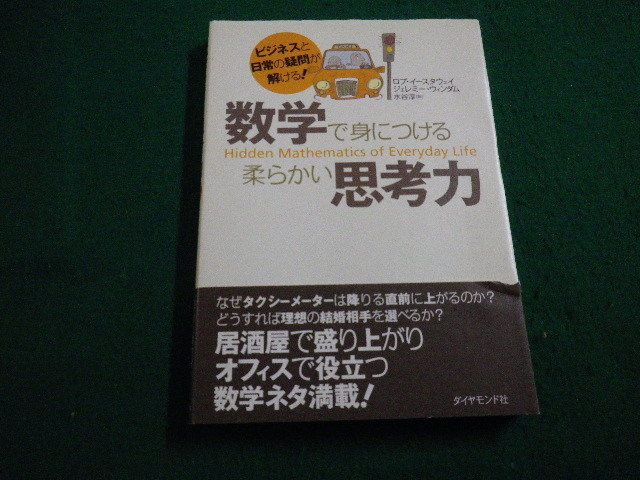 ビジネスと
日常の疑問が
解ける!
ロブ・イースタウェイ
ジェレミー・ウィンダム
水谷淳[訳]
数学で身につける
Hidden Mathematics of Everyday Life
柔らかい思考力
なぜタクシーメーターは降りる直前に上がるのか?
どうすれば理想の結婚相手を選べるか?
居酒屋で盛り上がり
オフィスで役立つ
数学ネタ満載!
ダイヤモンド社